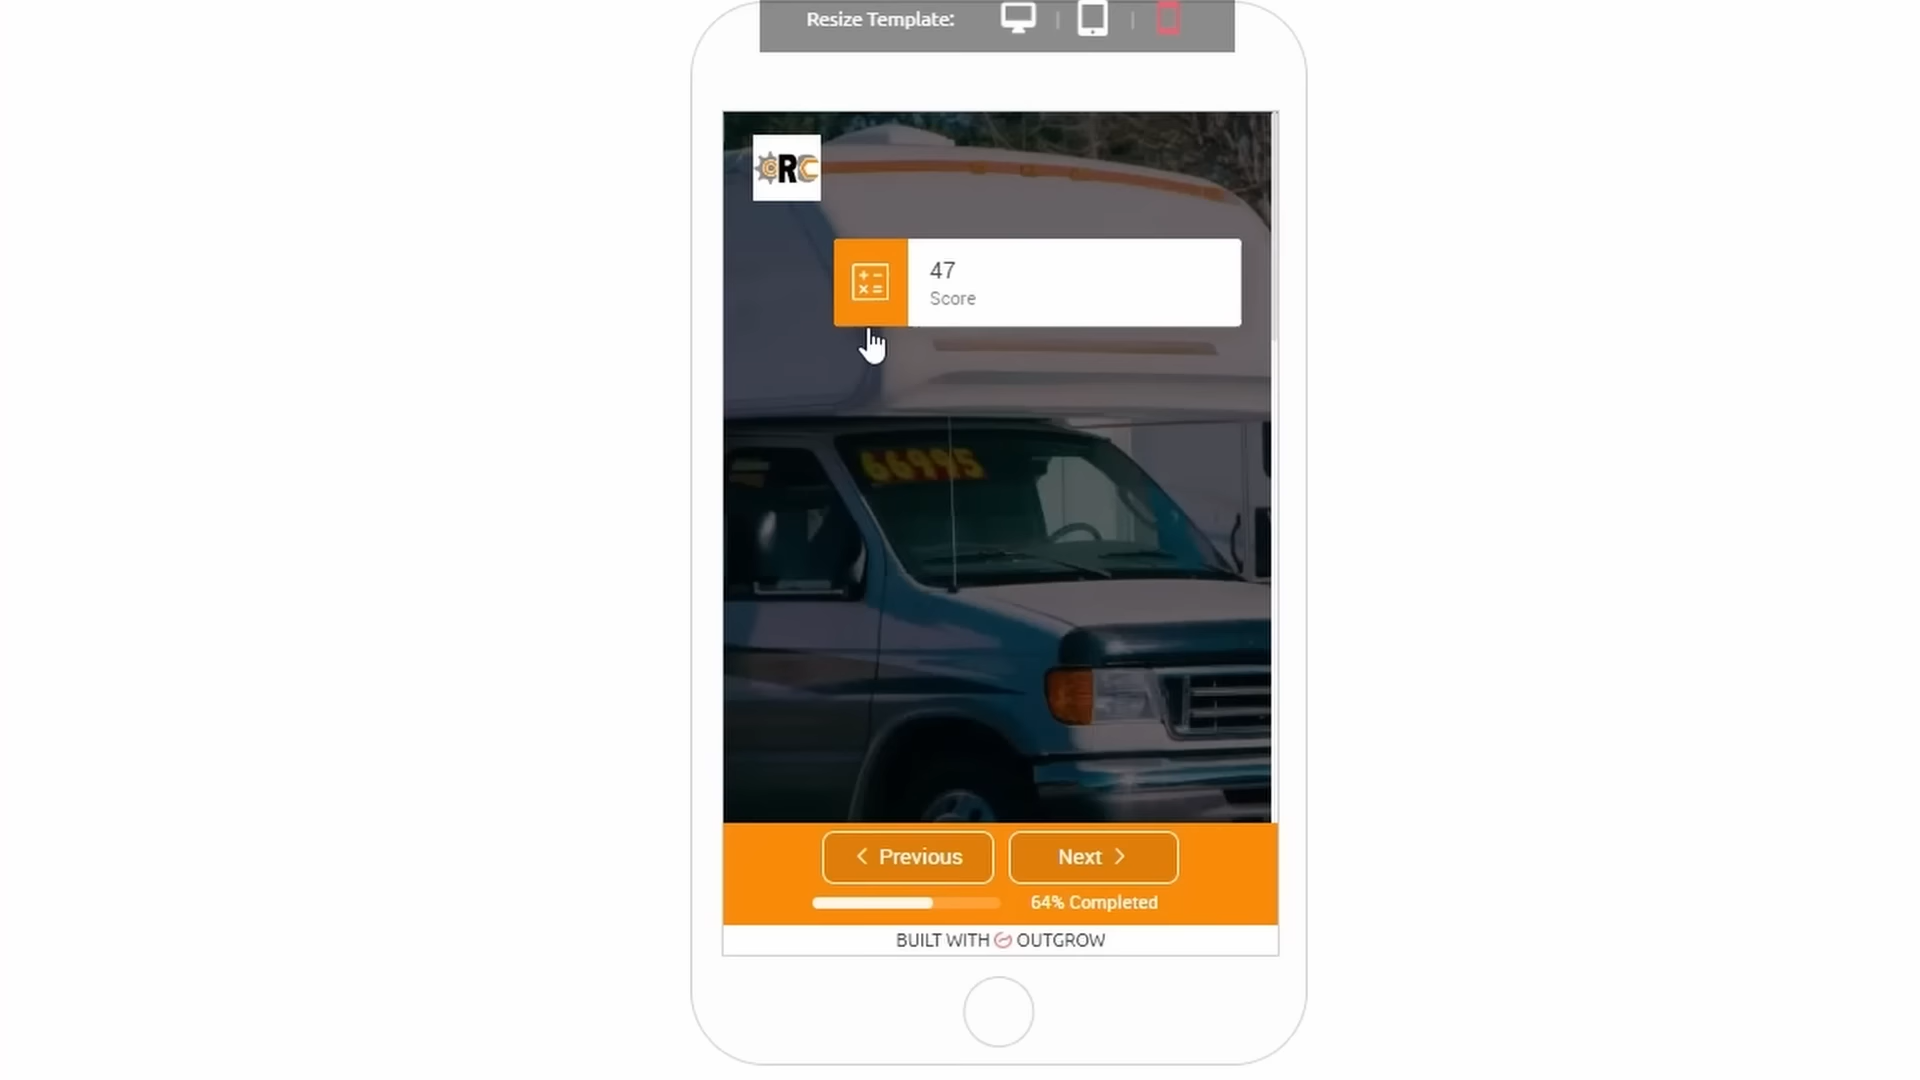 Resize Template:
RC
47
Score
66995
Previous
Next
64% Completed
BUILT WITH OUTGROW